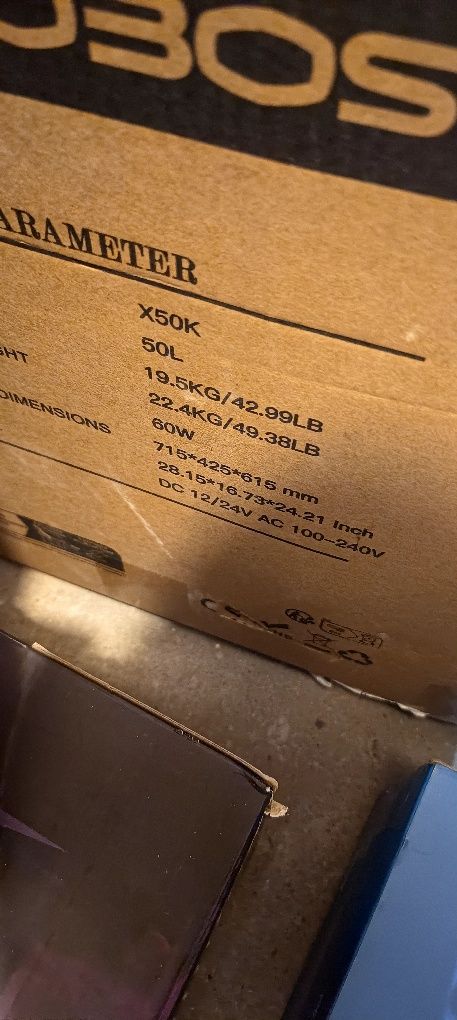 OBOS
ARAMETER
X50K
50L
GHT 19.5KG/42.99LB
22.4KG/49.38LB
60W
DIMENSIONS 715*425*615 mm
28.15*16.73*24.21 Inch
DC 12/24V AC 100-240V